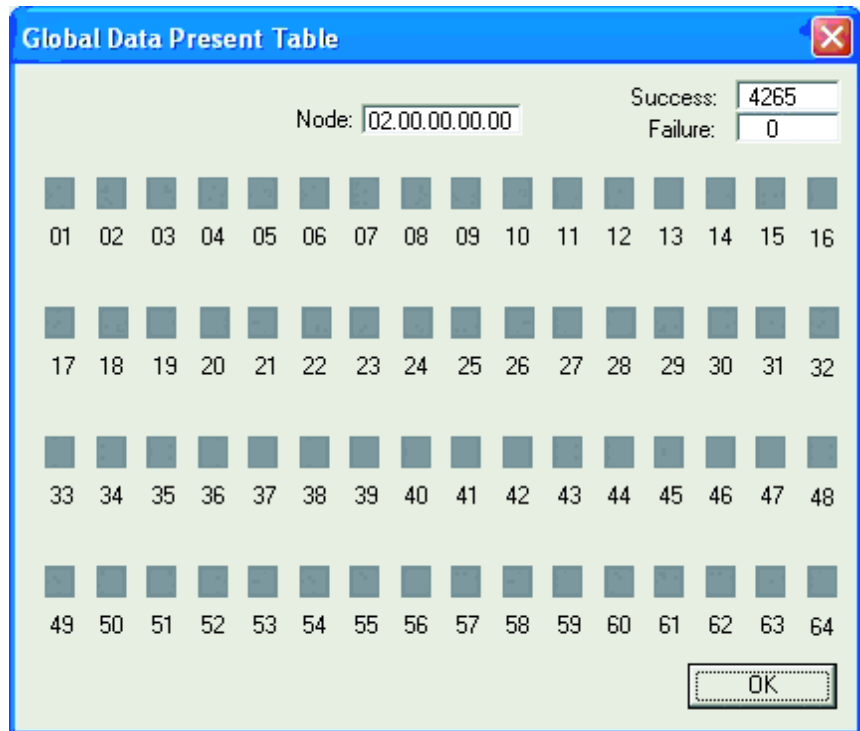 Global Data Present Table
Success: 4265
Node: 02.00.00.00.00
Failure: 0
01 02 03 04 05 06 07 08 09 10 11 12 13 14 15 16
17 18 19 20 21 22 23 24 25 26 27 28 29 30 31 32
33 34 35 36 37 38 39 40 41 42 43 44 45 46 47 48
49 50 51 52 53 54 55 56 57 58 59 60 61 62 63 64
OK